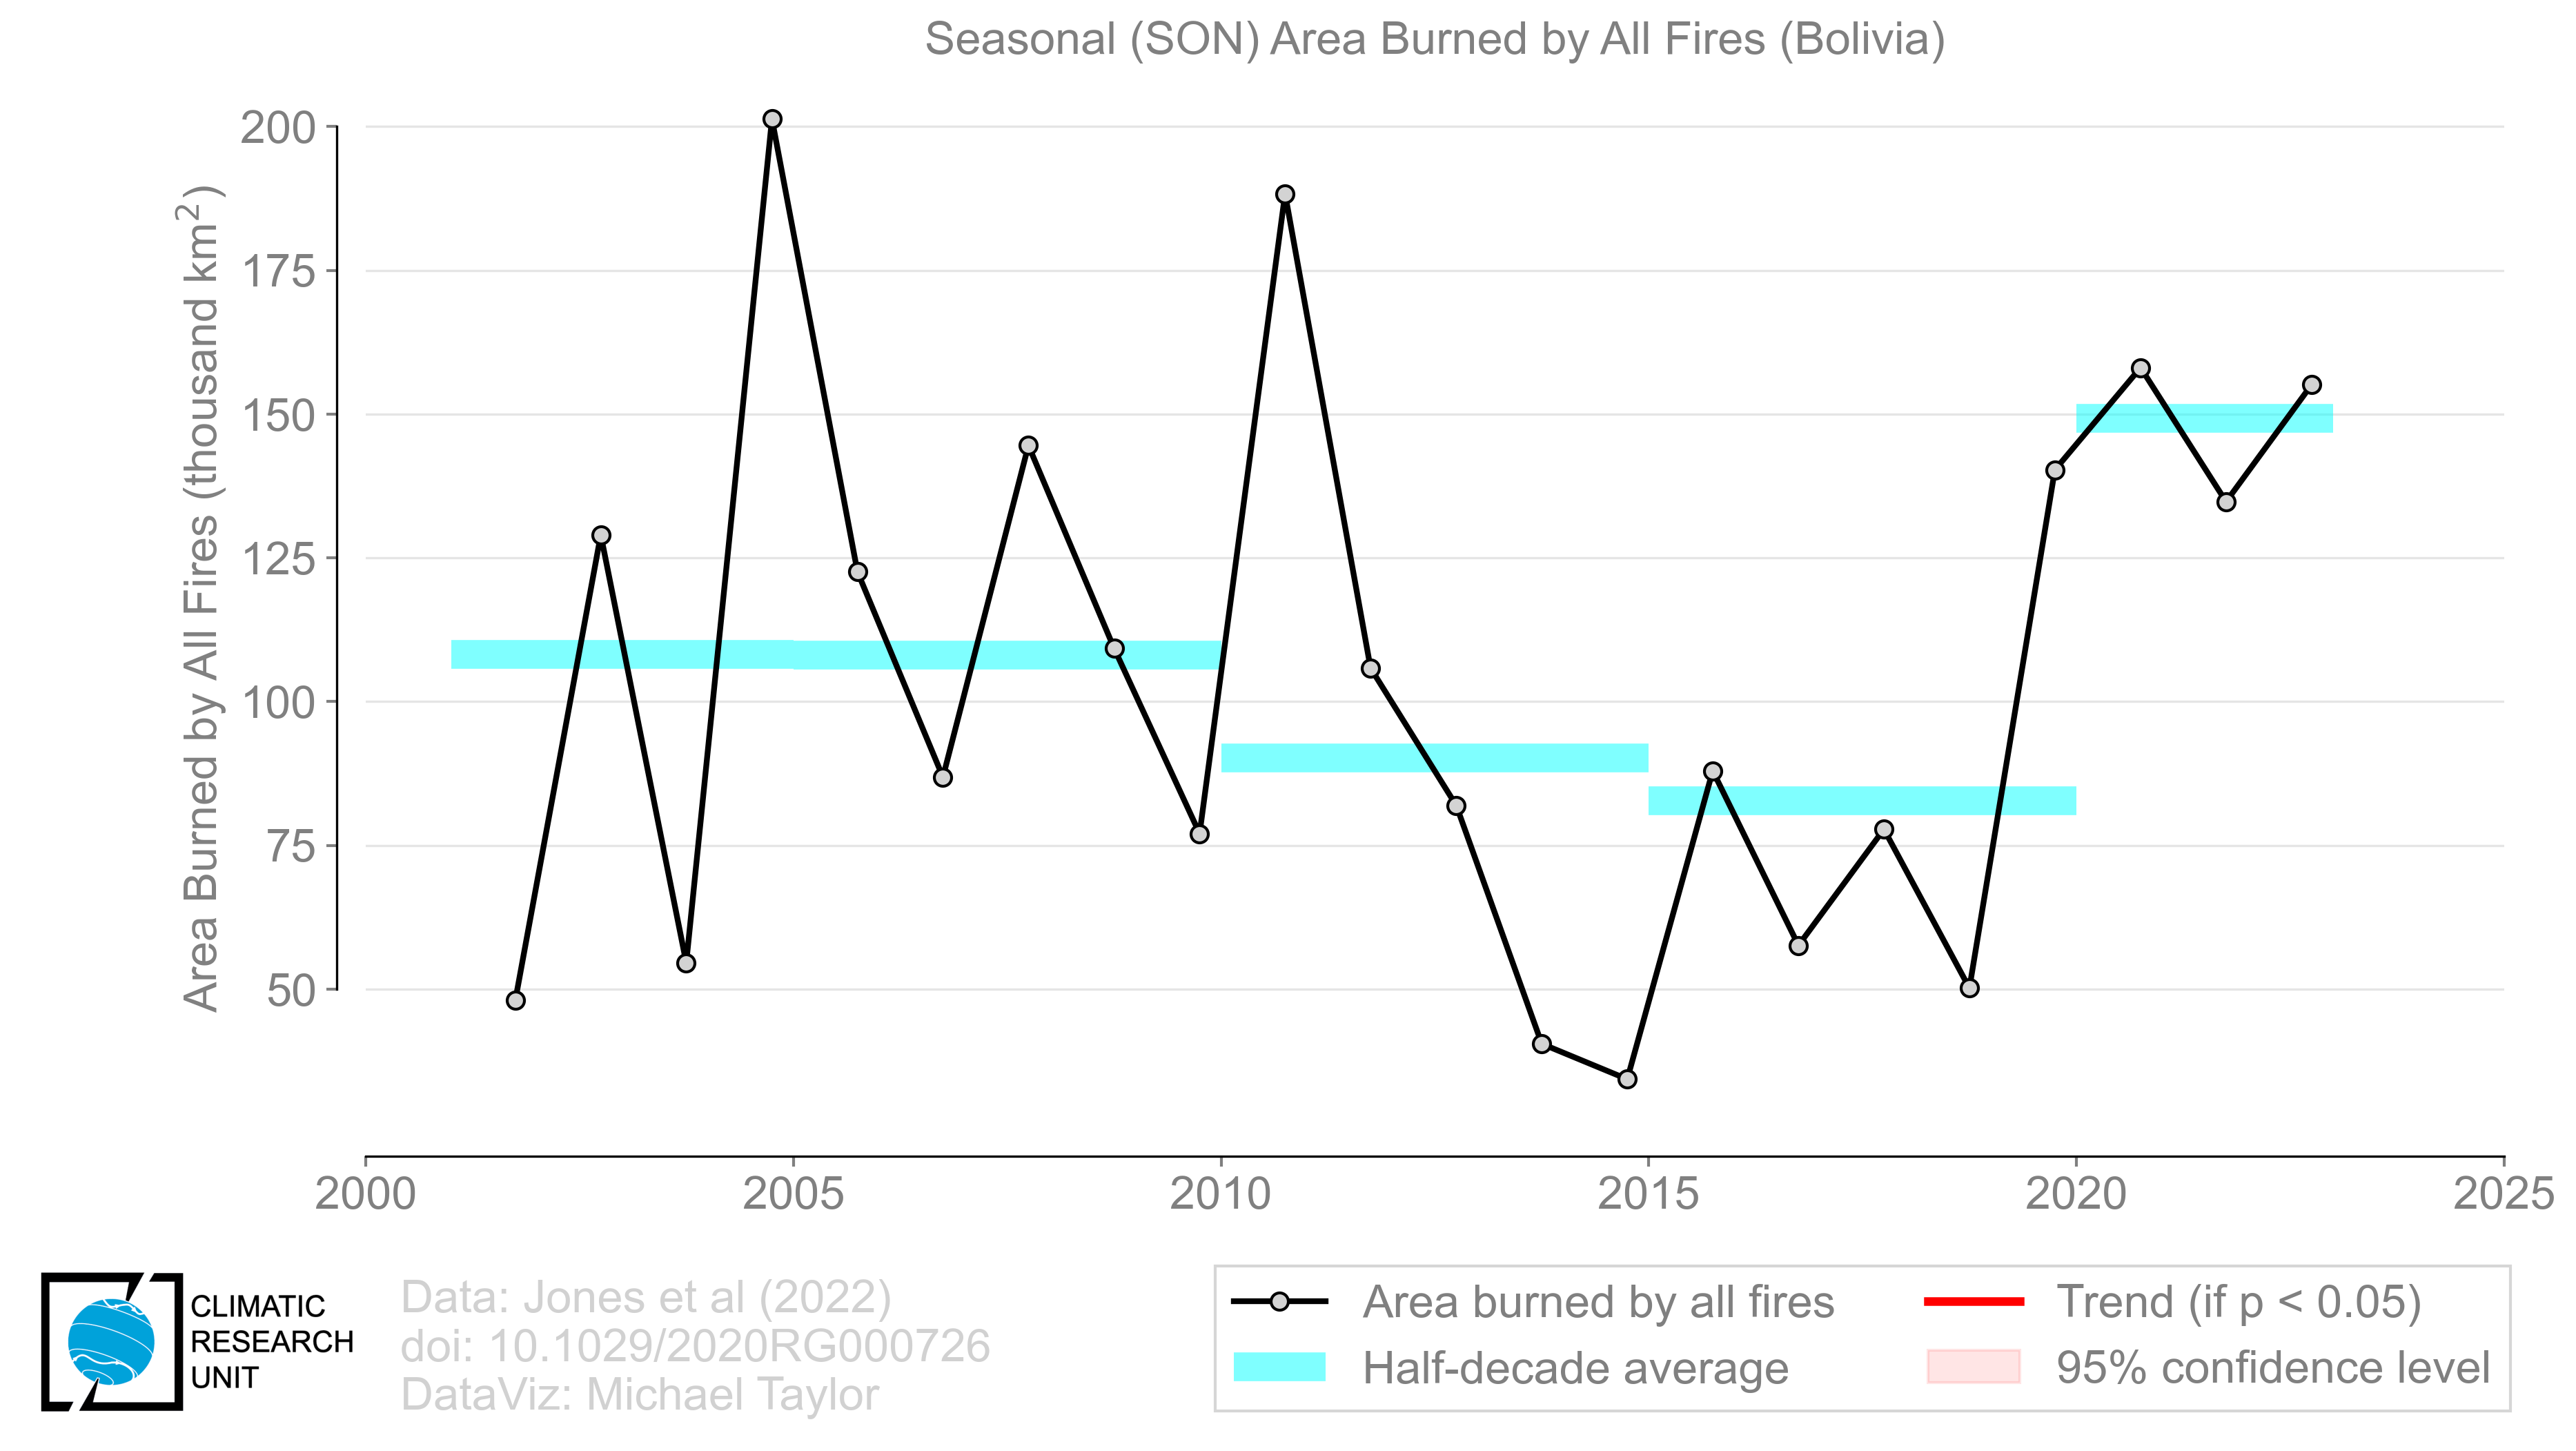 Seasonal (SON) Area Burned by All Fires (Bolivia)
Area Burned by All Fires (thousand km²)
200
175
150
125
100
75
50
2000 2005 2010 2015 2020 2025
CLIMATIC
RESEARCH
UNIT
Data: Jones et al (2022)
doi: 10.1029/2020RG000726
DataViz: Michael Taylor
Area burned by all fires
Half-decade average
Trend (if p < 0.05)
95% confidence level